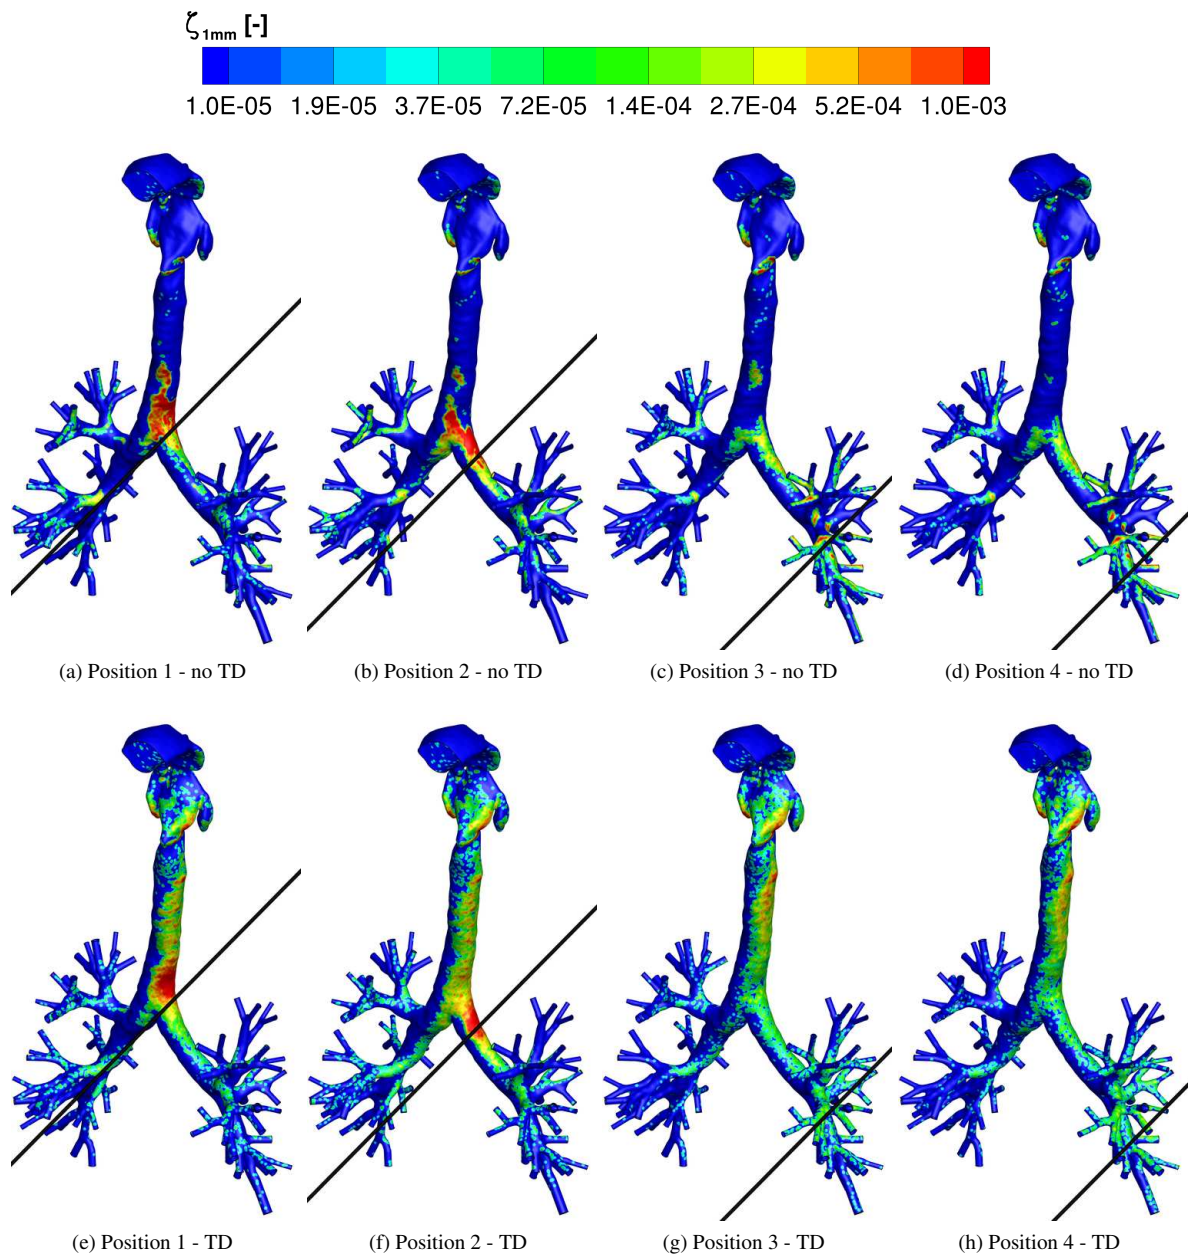 ζ1mm [-]
1.0E-05 1.9E-05 3.7E-05 7.2E-05 1.4E-04 2.7E-04 5.2E-04 1.0E-03
(a) Position 1 - no TD (b) Position 2 - no TD (c) Position 3 - no TD (d) Position 4 - no TD
(e) Position 1 - TD (f) Position 2 - TD (g) Position 3 - TD (h) Position 4 - TD